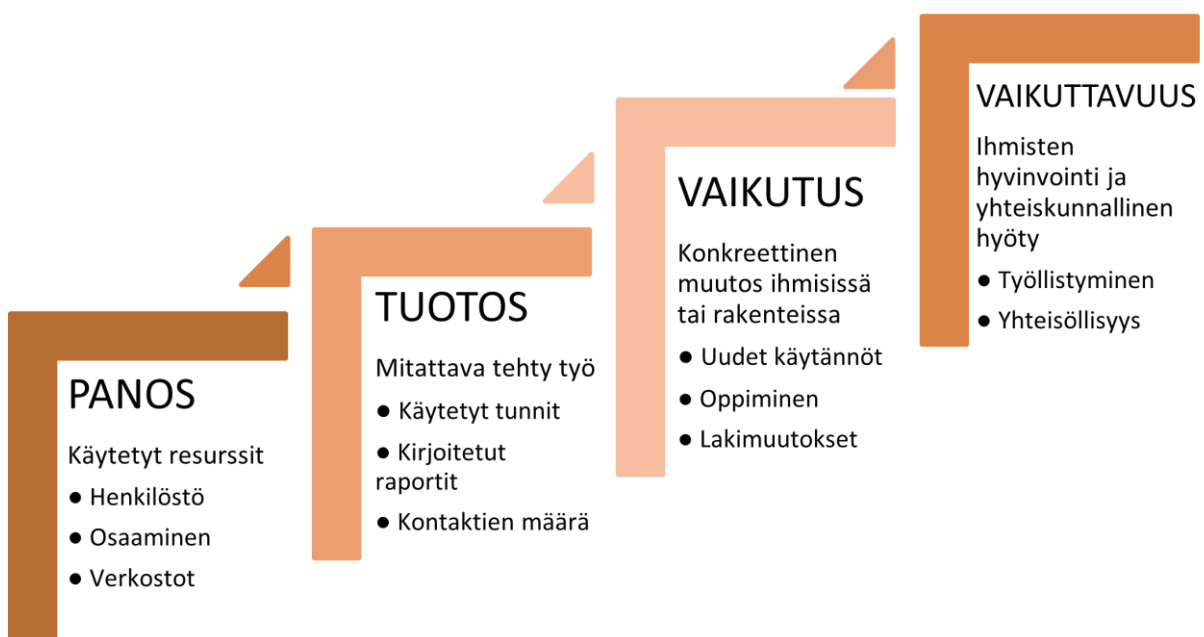 PANOS
Käytetyt resurssit
● Henkilöstö
● Osaaminen
● Verkostot
TUOTOS
Mitattava tehty työ
● Käytetyt tunnit
● Kirjoitetut
raportit
● Kontaktien määrä
VAIKUTUS
Konkreettinen
muutos ihmisissä
tai rakenteissa
● Uudet käytännöt
● Oppiminen
● Lakimuutokset
VAIKUTTAVUUS
Ihmisten
hyvinvointi ja
yhteiskunnallinen
hyöty
● Työllistyminen
● Yhteisöllisyys